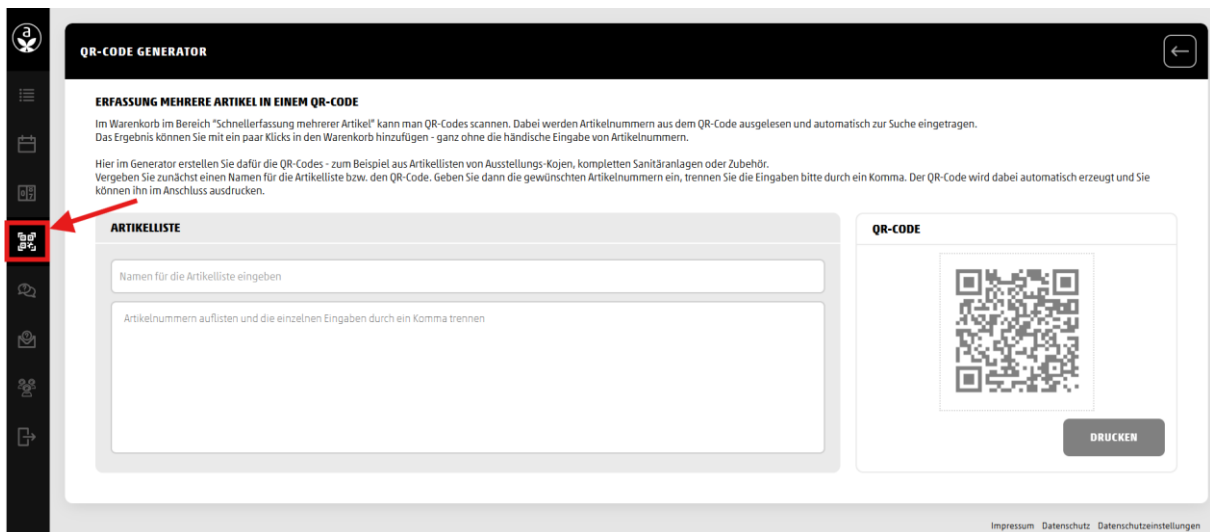 a
QR-CODE GENERATOR
ERFASSUNG MEHRERE ARTIKEL IN EINEM QR-CODE
Im Warenkorb im Bereich "Schnellerfassung mehrerer Artikel" kann man QR-Codes scannen. Dabei werden Artikelnummern aus dem QR-Code ausgelesen und automatisch zur Suche eingetragen.
Das Ergebnis können Sie mit ein paar Klicks in den Warenkorb hinzufügen - ganz ohne die händische Eingabe von Artikelnummern.
Hier im Generator erstellen Sie dafür die QR-Codes - zum Beispiel aus Artikellisten von Ausstellungs-Kojen, kompletten Sanitäranlagen oder Zubehör.
Vergeben Sie zunächst einen Namen für die Artikelliste bzw. den QR-Code. Geben Sie dann die gewünschten Artikelnummern ein, trennen Sie die Eingaben bitte durch ein Komma. Der QR-Code wird dabei automatisch erzeugt und Sie
können ihn im Anschluss ausdrucken.
ARTIKELLISTE
Namen für die Artikelliste eingeben
Artikelnummern auflisten und die einzelnen Eingaben durch ein Komma trennen
QR-CODE
DRUCKEN
Impressum Datenschutz Datenschutzeinstellungen